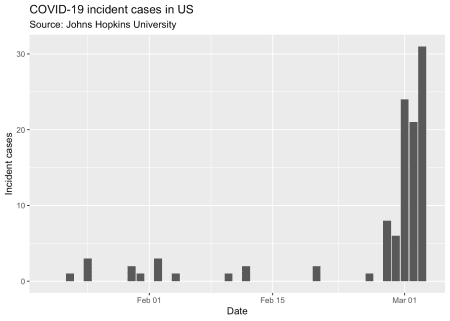 COVID-19 incident cases in US
Source: Johns Hopkins University
30
20
10
0
Incident cases
Feb 01
Feb 15
Mar 01
Date